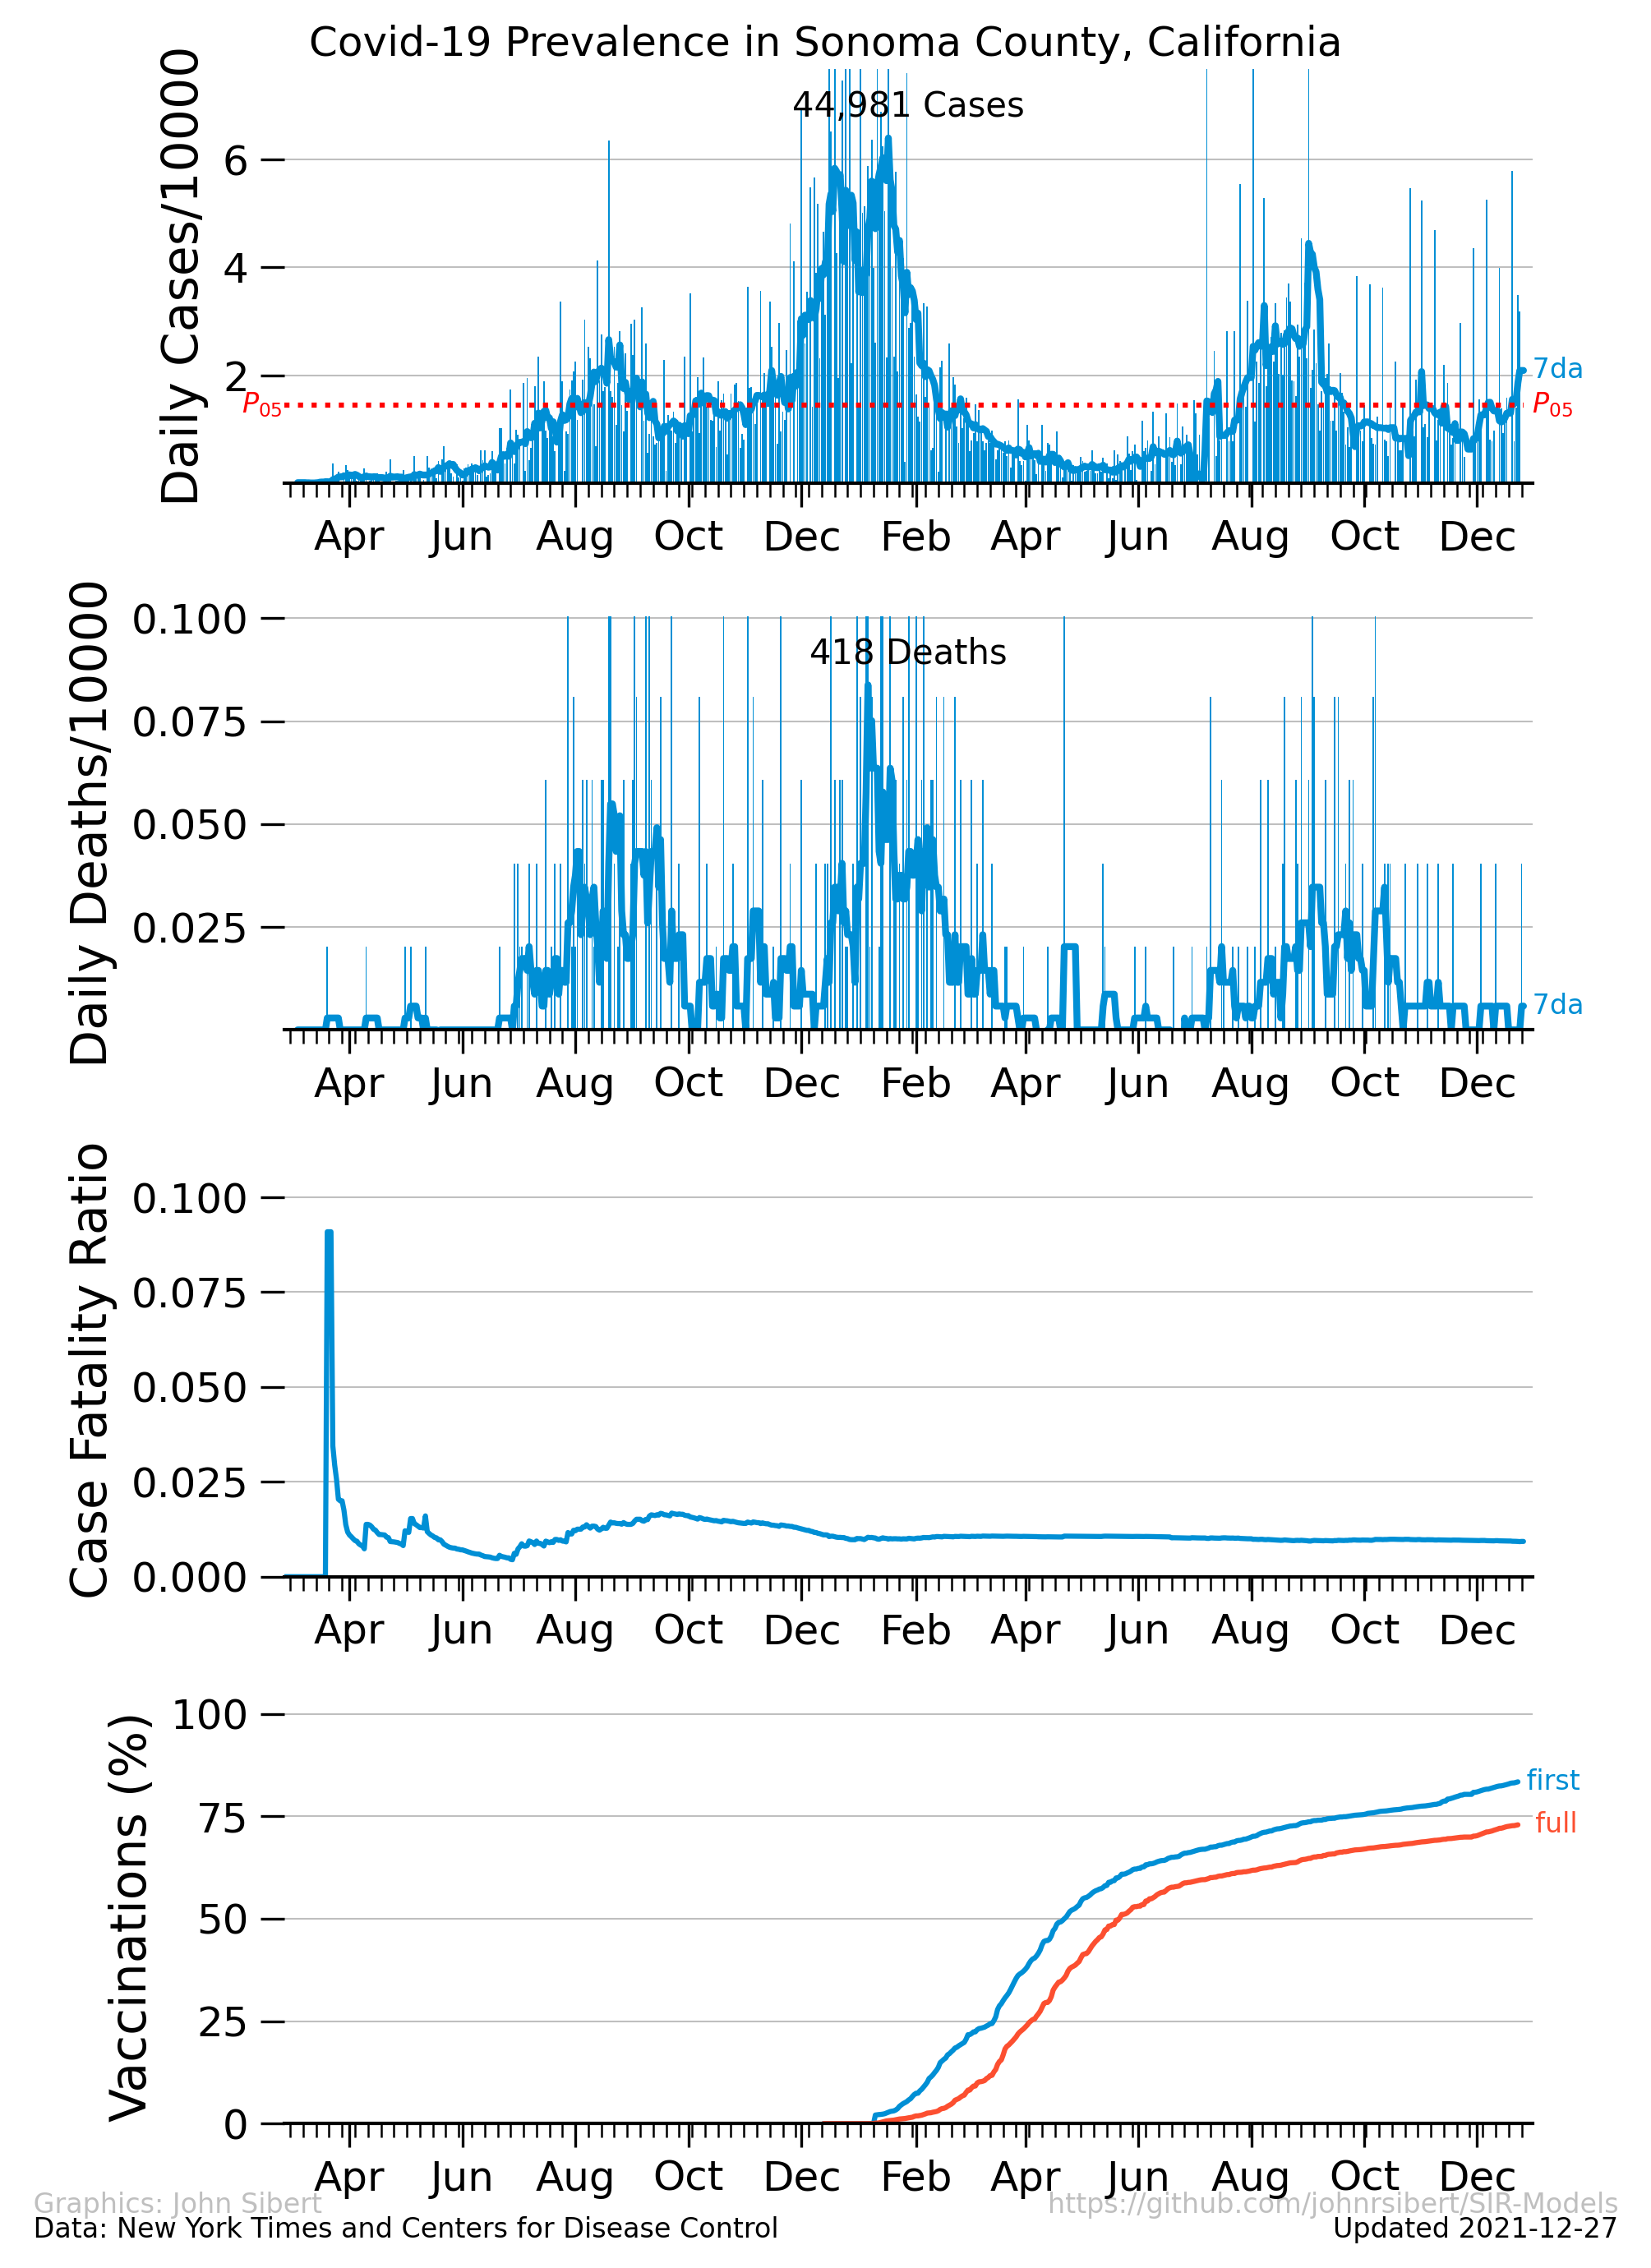 Covid-19 Prevalence in Sonoma County, California
44,981 Cases
Daily Cases/10000
6
4
2
P05
7da
P05
Apr Jun Aug Oct Dec Feb Apr Jun Aug Oct Dec
418 Deaths
Daily Deaths/10000
0.100
0.075
0.050
0.025
7da
Apr Jun Aug Oct Dec Feb Apr Jun Aug Oct Dec
Case Fatality Ratio
0.100
0.075
0.050
0.025
0.000
Apr Jun Aug Oct Dec Feb Apr Jun Aug Oct Dec
Vaccinations (%)
100
75
50
25
0
first
full
Apr Jun Aug Oct Dec Feb Apr Jun Aug Oct Dec
Graphics: John Sibert https://github.com/johnrsibert/SIR-Models
Data: New York Times and Centers for Disease Control Updated 2021-12-27